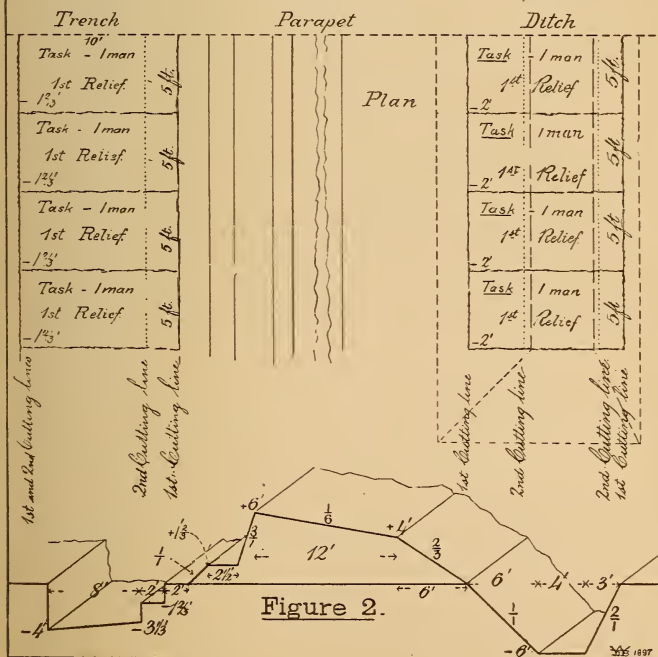 Trench Parapet Ditch
10'
Task - 1 man
1st Relief.
5 ft.
- 1⅔'
Task - 1 man
1st Relief.
5 ft.
- 1⅔'
Task - 1 man
1st Relief.
5 ft.
- 1⅔'
Task - 1 man
1st Relief.
5 ft.
- 1⅔'
Plan
Task - 1 man
1st Relief
5 ft
- 2'
Task 1 man
1st Relief
5 ft
- 2'
Task - 1 man
1st Relief
5 ft
- 2'
Task 1 man
1st Relief
5 ft
- 2'
1st and 2nd Cutting lines
2nd Cutting line
1st Cutting line
1st Cutting line
2nd Cutting line
2nd Cutting line
1st Cutting line
+6' 1/6 +4'
+1½' 3/1 2/3
1/1 12'
2½'
8' 2' 2' 6' 6' 4' 3'
-1⅔' 1/1 2/1
-4' -3⅓' -6'
Figure 2.
1897